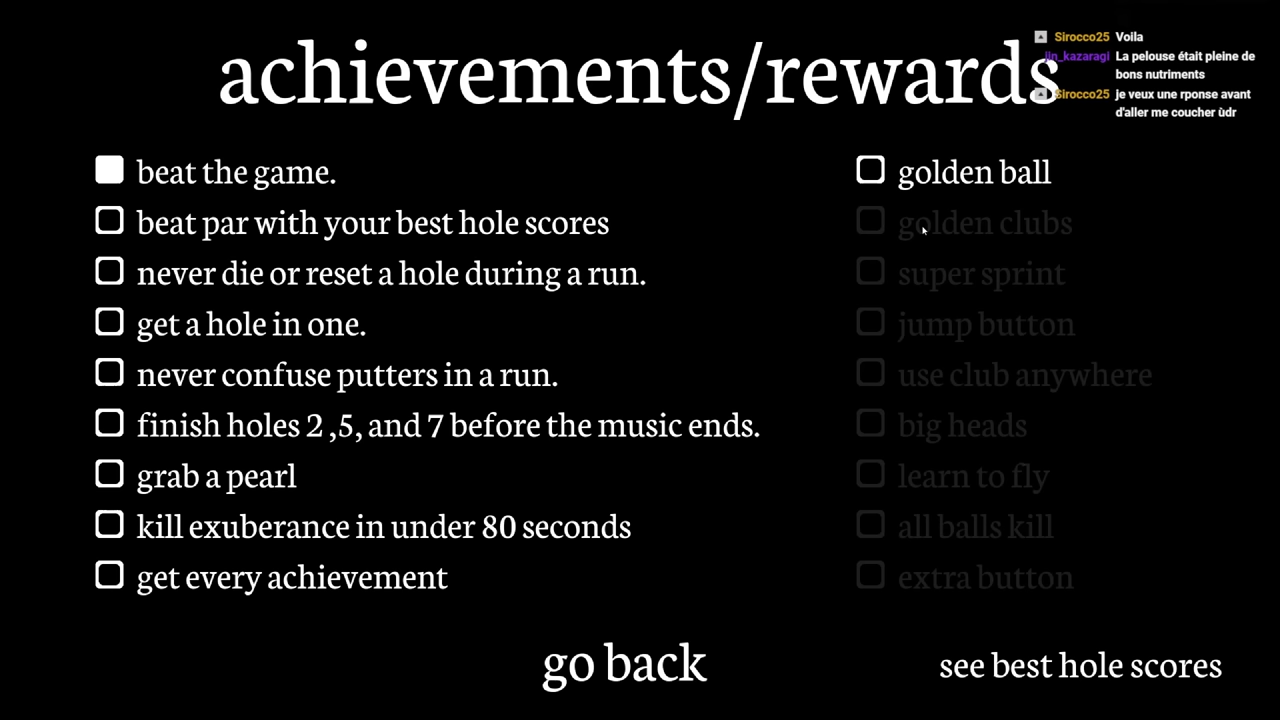 achievements/rewards
Sirocco25 Voila
jin_kazaragi La pelouse était pleine de
bons nutriments
Sirocco25 je veux une rponse avant
d'aller me coucher ùdr
beat the game.
golden ball
beat par with your best hole scores
golden clubs
never die or reset a hole during a run.
super sprint
get a hole in one.
jump button
never confuse putters in a run.
use club anywhere
finish holes 2 ,5, and 7 before the music ends.
big heads
grab a pearl
learn to fly
kill exuberance in under 80 seconds
all balls kill
get every achievement
extra button
go back
see best hole scores